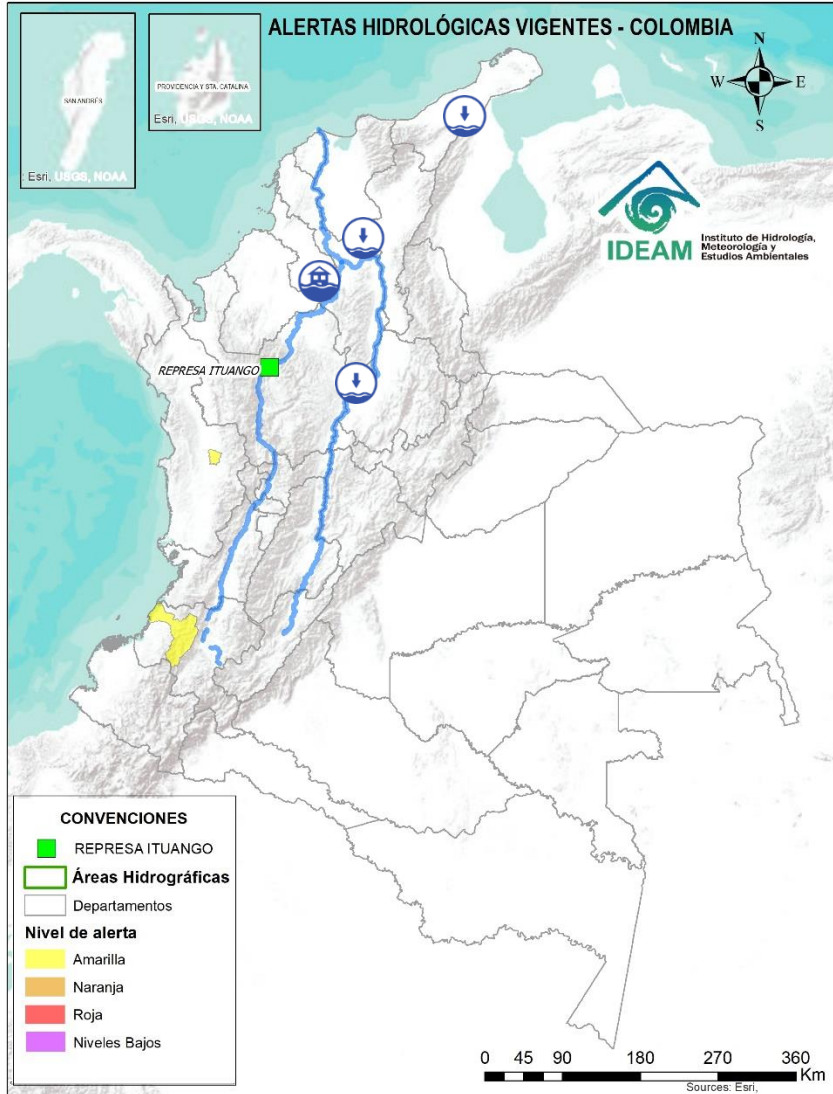 ALERTAS HIDROLÓGICAS VIGENTES - COLOMBIA
SAN ANDRÉS
Esri, USGS, NOAA
PROVIDENCIA Y STA. CATALINA
Esri, USGS, NOAA
N
W
E
S
IDEAM
Instituto de Hidrología,
Meteorología y
Estudios Ambientales
REPRESA ITUANGO
CONVENCIONES
REPRESA ITUANGO
Áreas Hidrográficas
Departamentos
Nivel de alerta
Amarilla
Naranja
Roja
Niveles Bajos
0 45 90 180 270 360
Km
Sources: Esri,